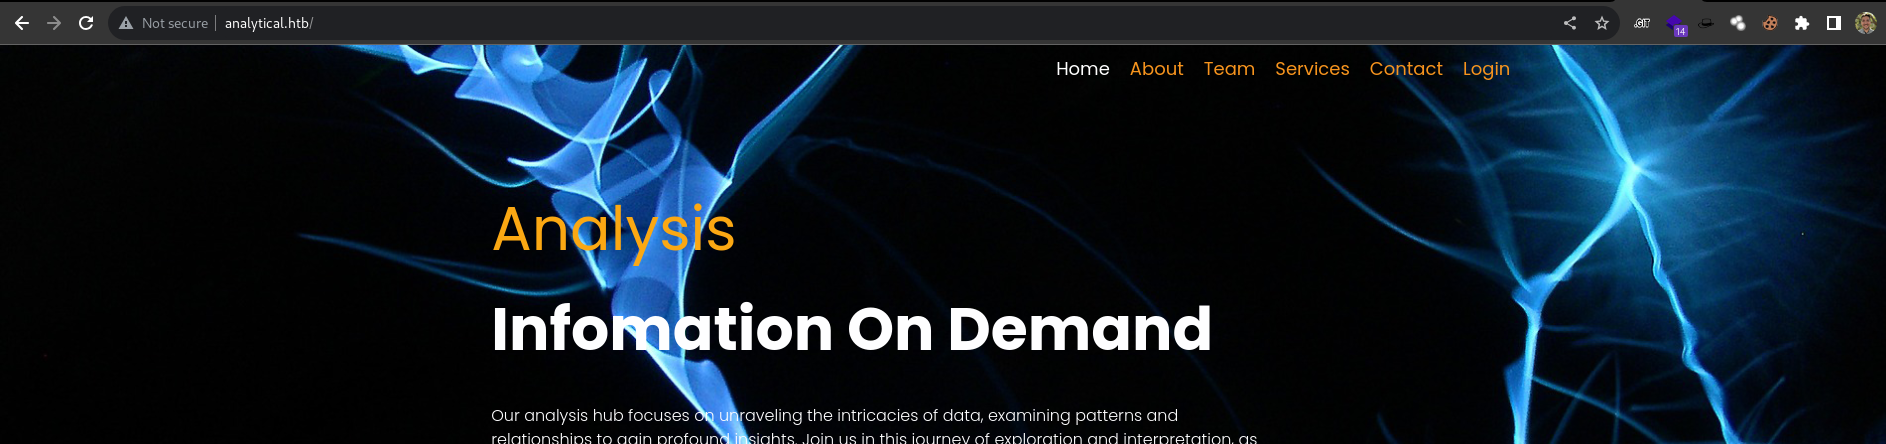 Not secure analytical.htb/
.GIT
14
Home About Team Services Contact Login
Analysis
Infomation On Demand
Our analysis hub focuses on unraveling the intricacies of data, examining patterns and
relationships to gain profound insights. Join us in this journey of exploration and interpretation, as